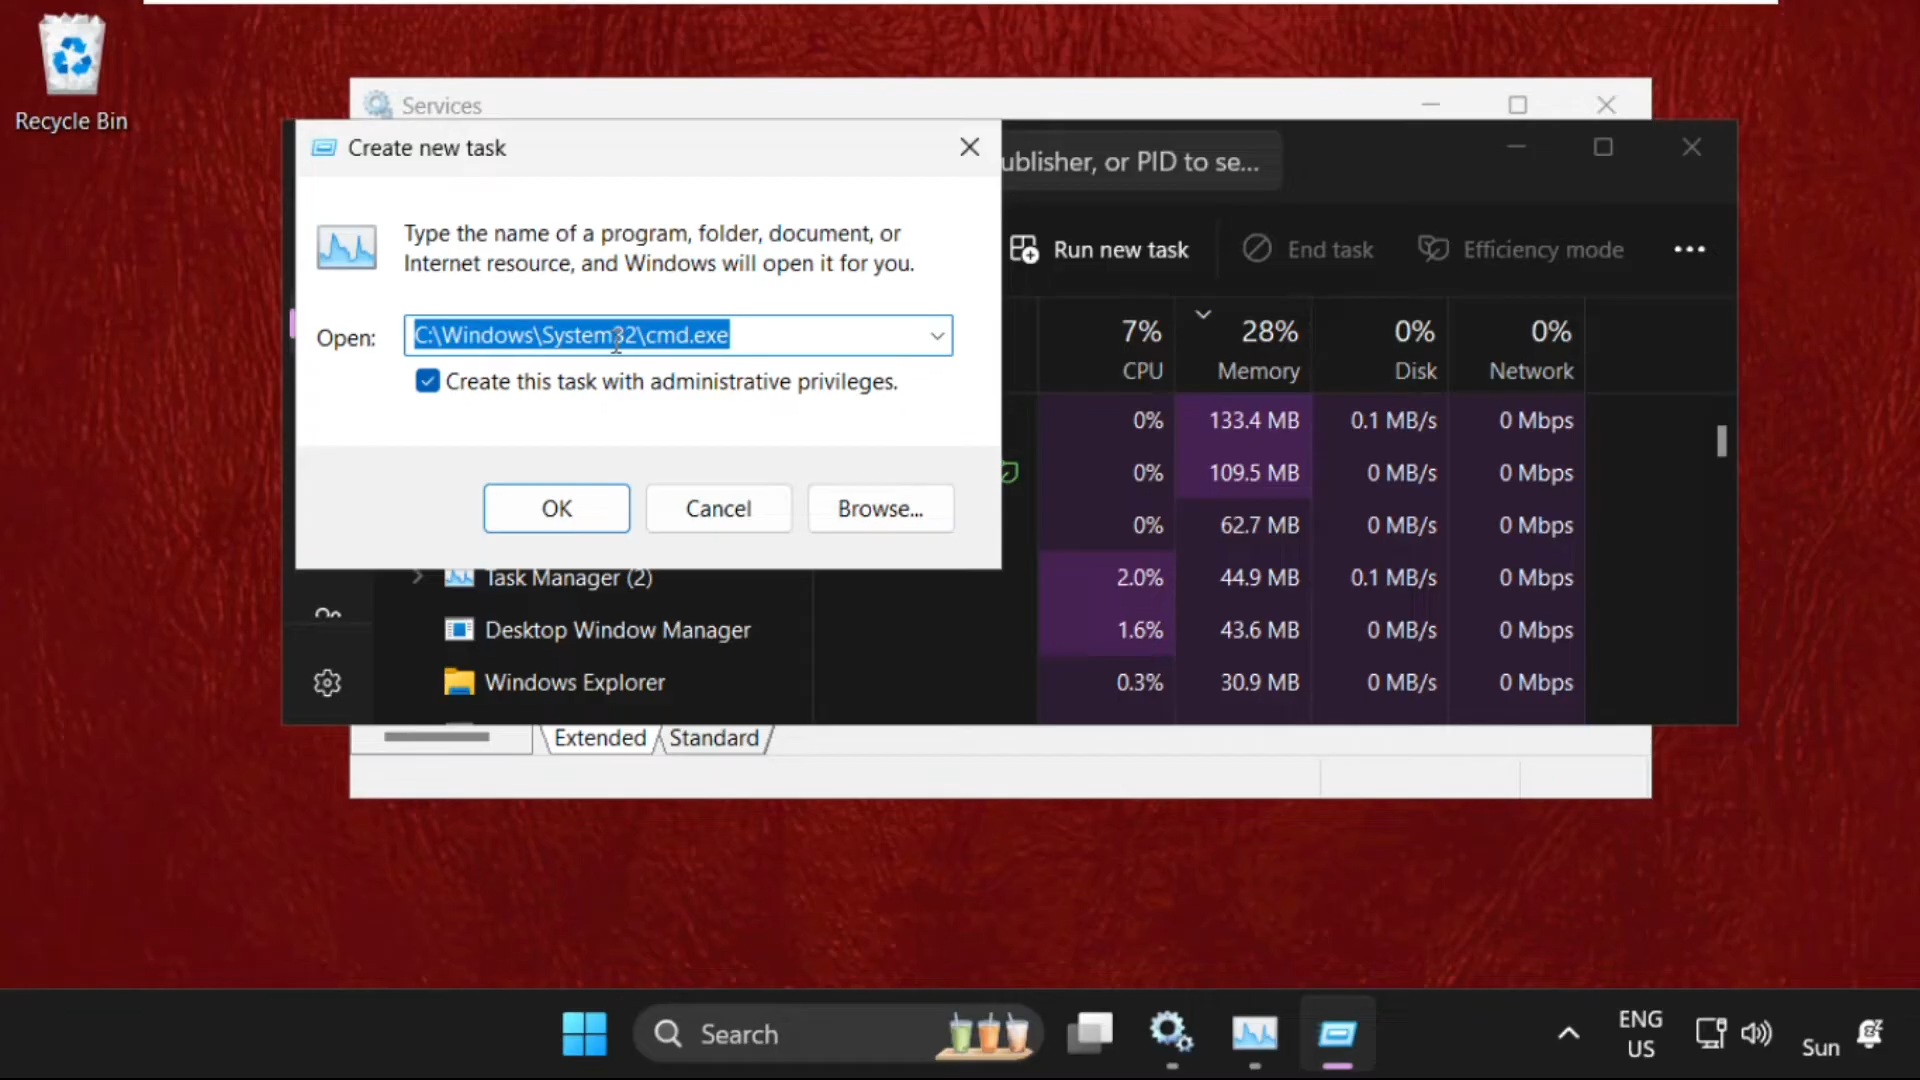 Recycle Bin
Services
Create new task
ublisher, or PID to se...
Type the name of a program, folder, document, or
Internet resource, and Windows will open it for you.
Open:
C:\Windows\System32\cmd.exe
Create this task with administrative privileges.
OK
Cancel
Browse...
Run new task
End task
Efficiency mode
7% 28% 0% 0%
CPU Memory Disk Network
0% 133.4 MB 0.1 MB/s 0 Mbps
0% 109.5 MB 0 MB/s 0 Mbps
0% 62.7 MB 0 MB/s 0 Mbps
Task Manager (2) 2.0% 44.9 MB 0.1 MB/s 0 Mbps
Desktop Window Manager 1.6% 43.6 MB 0 MB/s 0 Mbps
Windows Explorer 0.3% 30.9 MB 0 MB/s 0 Mbps
Extended Standard
Search
ENG
US
Sun